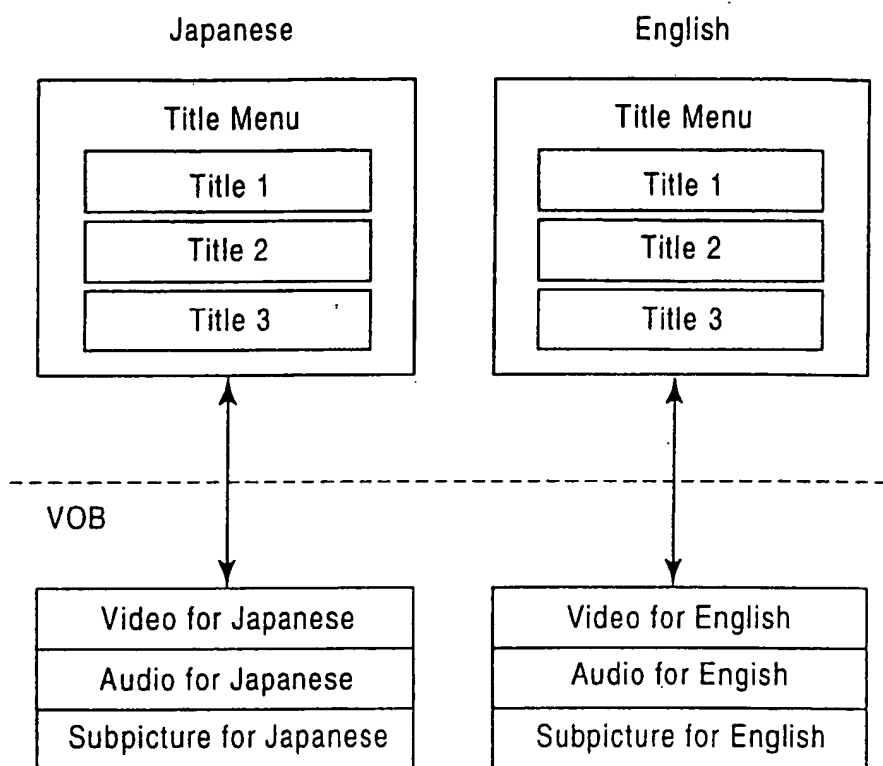 Japanese
English
Title Menu
Title 1
Title 2
Title 3
Title Menu
Title 1
Title 2
Title 3
VOB
Video for Japanese
Audio for Japanese
Subpicture for Japanese
Video for English
Audio for Engish
Subpicture for English